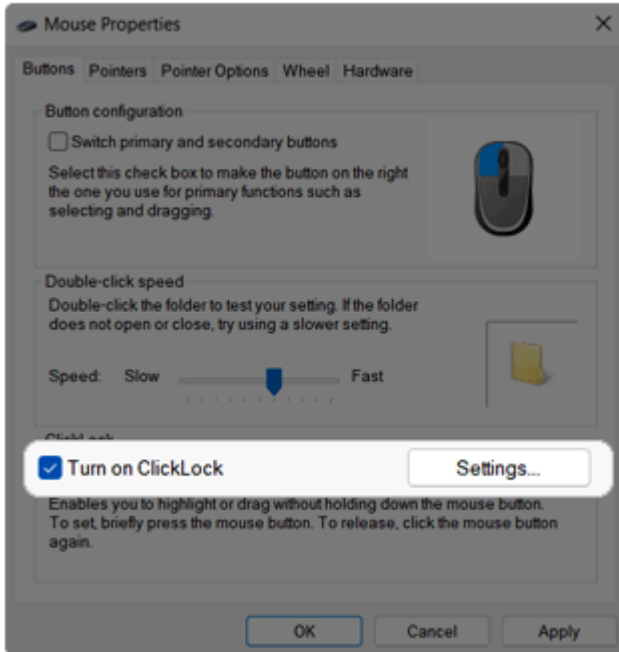 Mouse Properties
Buttons Pointers Pointer Options Wheel Hardware
Button configuration
Switch primary and secondary buttons
Select this check box to make the button on the right
the one you use for primary functions such as
selecting and dragging.
Double-click speed
Double-click the folder to test your setting. If the folder
does not open or close, try using a slower setting.
Speed: Slow Fast
ClickLock
Turn on ClickLock Settings...
Enables you to highlight or drag without holding down the mouse button.
To set, briefly press the mouse button. To release, click the mouse button
again.
OK Cancel Apply